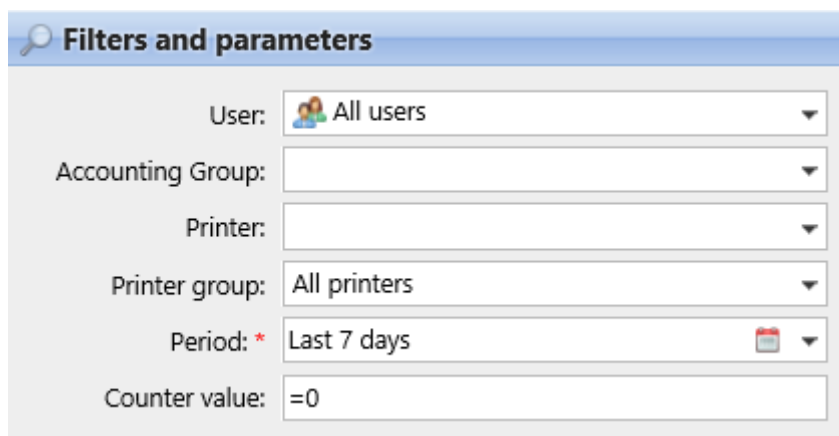 Filters and parameters
User: All users
Accounting Group:
Printer:
Printer group: All printers
Period: * Last 7 days
Counter value: =0